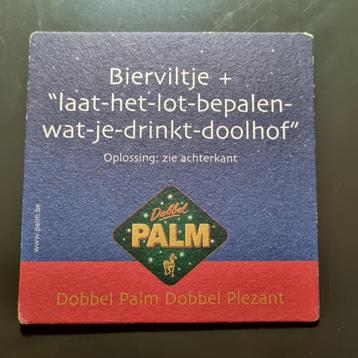 Bierviltje +
"laat-het-lot-bepalen-
wat-je-drinkt-doolhof"
Oplossing: zie achterkant
www.palm.be
Dobbel
PALM
Dobbel Palm Dobbel Plezant